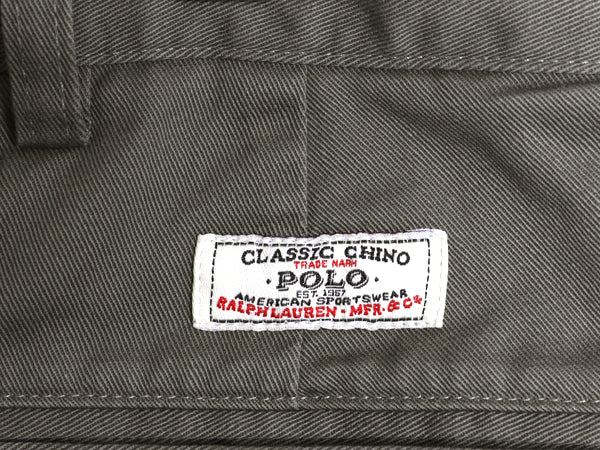 CLASSIC CHINO
TRADE MARK
· POLO ·
EST. 1967
AMERICAN SPORTSWEAR
RALPH LAUREN · MFR. & Co.